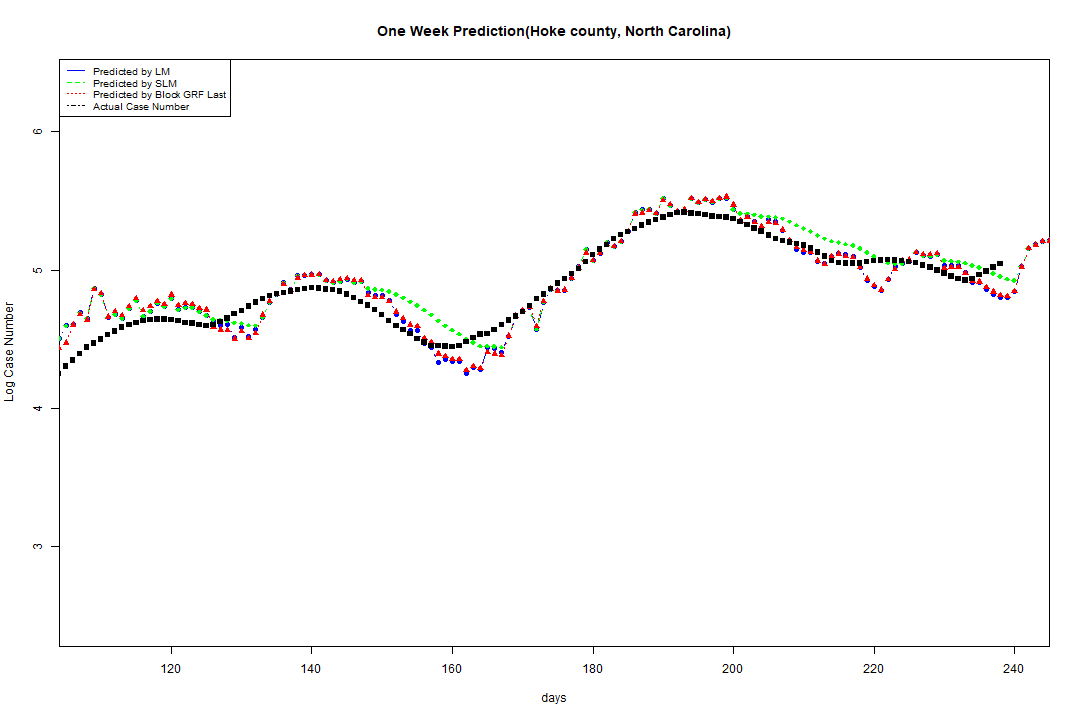 One Week Prediction(Hoke county, North Carolina)
Predicted by LM
Predicted by SLM
Predicted by Block GRF Last
Actual Case Number
6
5
4
3
Log Case Number
120 140 160 180 200 220 240
days